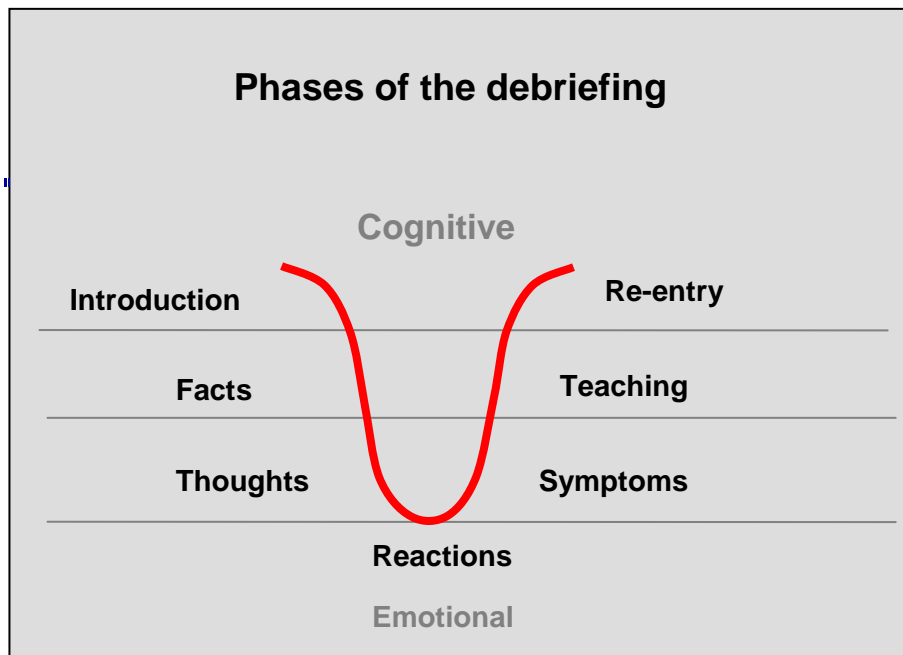 Phases of the debriefing
Cognitive
Introduction
Re-entry
Facts
Teaching
Thoughts
Symptoms
Reactions
Emotional